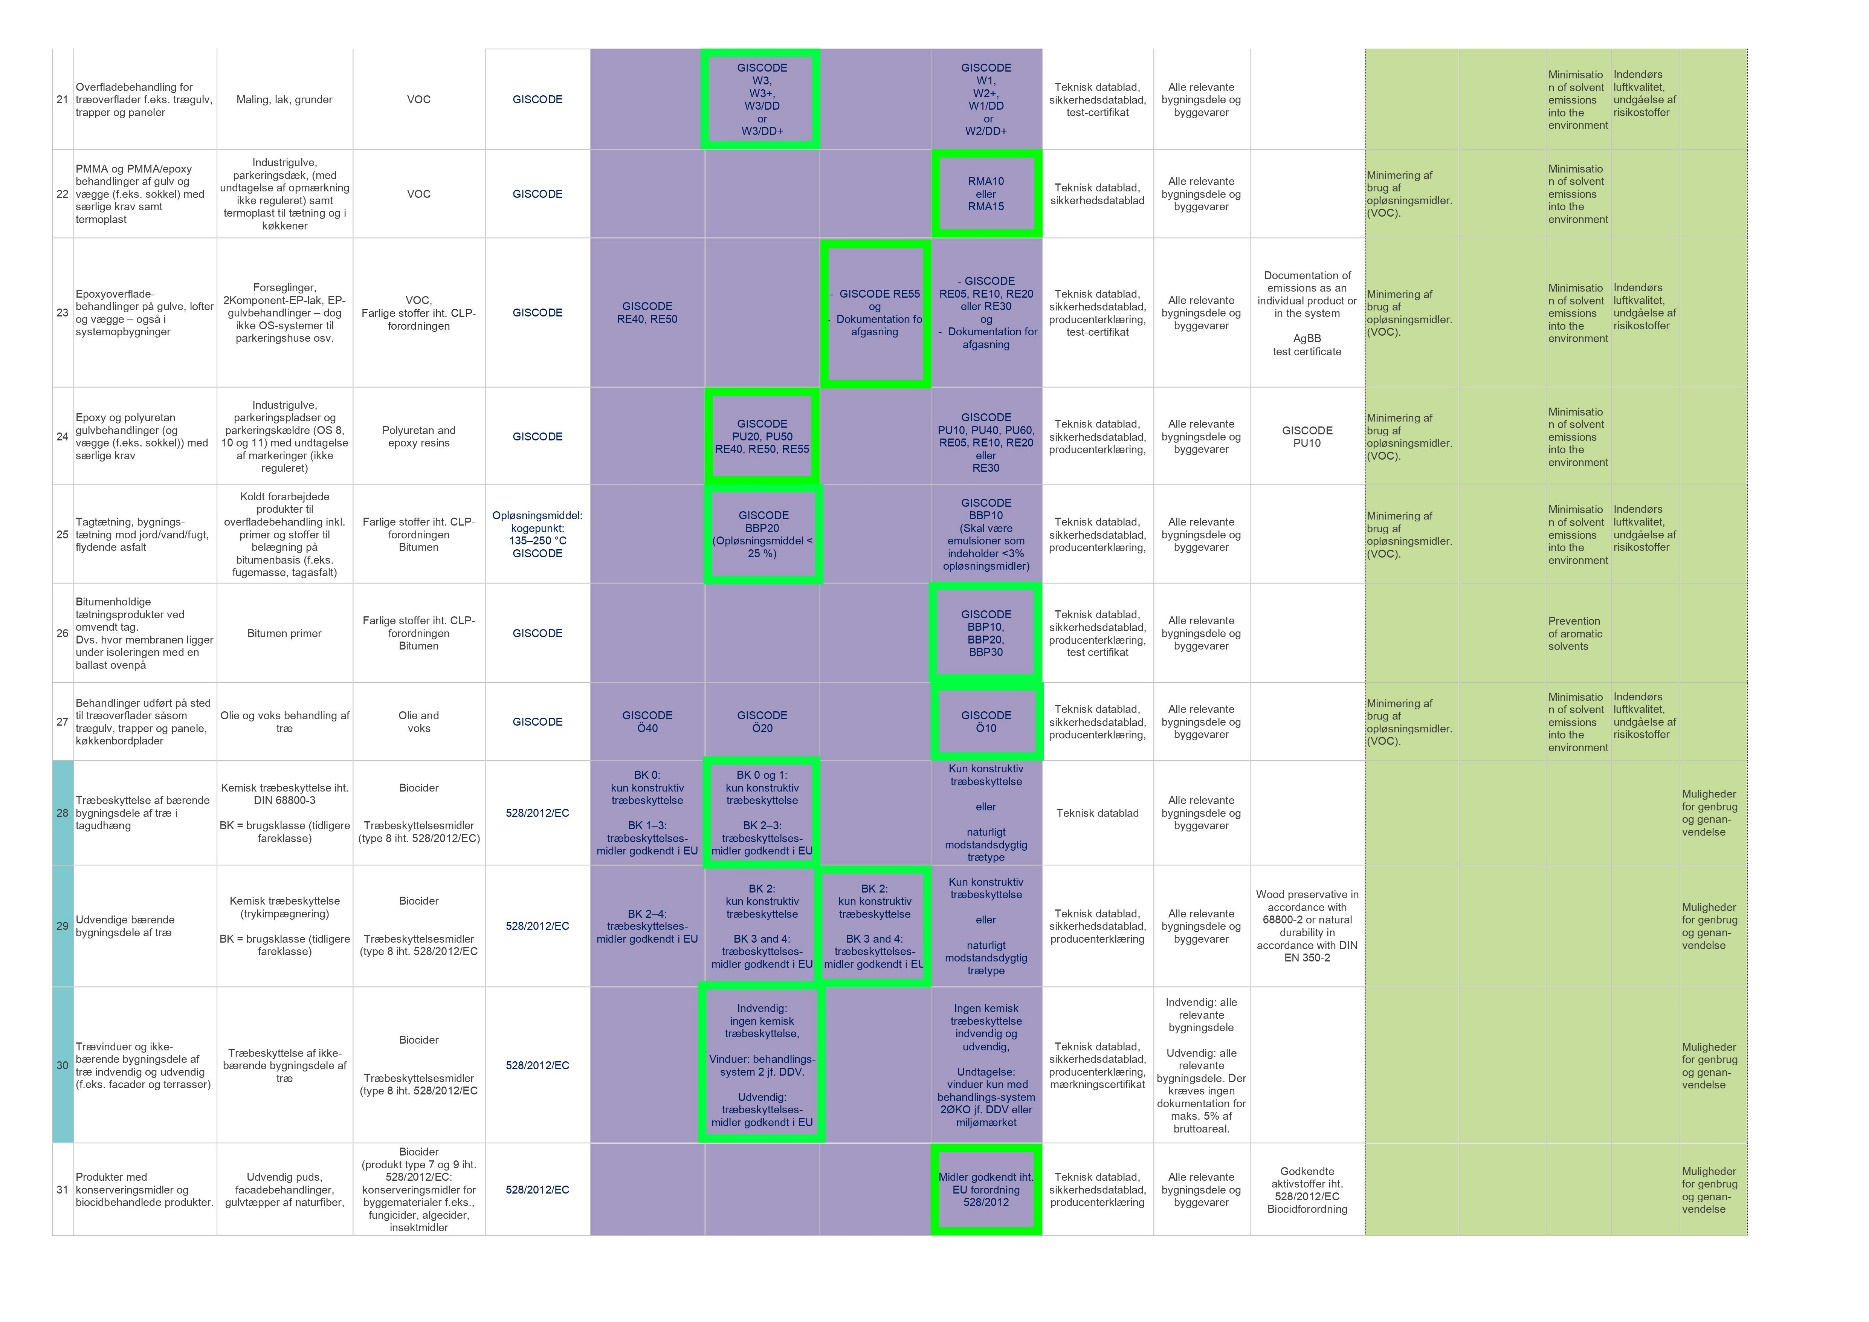 21
Overfladebehandling for
træoverflader f.eks. trægulv,
trapper og paneler
Maling, lak, grunder
VOC
GISCODE
GISCODE
W3,
W3+,
W3/DD
or
W3/DD+
GISCODE
W1,
W2+,
W1/DD
or
W2/DD+
Teknisk datablad,
sikkerhedsdatablad,
test-certifikat
Alle relevante
bygningsdele og
byggevarer
Minimisatio
n of solvent
emissions
into the
environment
Indendørs
luftkvalitet,
undgåelse af
risikostoffer
22
PMMA og PMMA/epoxy
behandlinger af gulv og
vægge (f.eks. sokkel) med
særlige krav samt
termoplast
Industrigulve,
parkeringsdæk, (med
undtagelse af opmærkning
ikke reguleret) samt
termoplast til tætning og i
køkkener
VOC
GISCODE
RMA10
eller
RMA15
Teknisk datablad,
sikkerhedsdatablad
Alle relevante
bygningsdele og
byggevarer
Minimering af
brug af
opløsningsmidler.
(VOC).
Minimisatio
n of solvent
emissions
into the
environment
23
Epoxyoverflade-
behandlinger på gulve, lofter
og vægge – også i
systemopbygninger
Forseglinger,
2Komponent-EP-lak, EP-
gulvbehandlinger – dog
ikke OS-systemer til
parkeringshuse osv.
VOC,
Farlige stoffer iht. CLP-
forordningen
GISCODE
GISCODE
RE40, RE50
- GISCODE RE55
og
- Dokumentation fo
afgasning
- GISCODE
RE05, RE10, RE20
eller RE30
og
- Dokumentation for
afgasning
Teknisk datablad,
sikkerhedsdatablad,
producenterklæring,
test-certifikat
Alle relevante
bygningsdele og
byggevarer
Documentation of
emissions as an
individual product or
in the system
AgBB
test certificate
Minimering af
brug af
opløsningsmidler.
(VOC).
Minimisatio
n of solvent
emissions
into the
environment
Indendørs
luftkvalitet,
undgåelse af
risikostoffer
24
Epoxy og polyuretan
gulvbehandlinger (og
vægge (f.eks. sokkel)) med
særlige krav
Industrigulve,
parkeringspladser og
parkeringskældre (OS 8,
10 og 11) med undtagelse
af markeringer (ikke
reguleret)
Polyuretan and
epoxy resins
GISCODE
GISCODE
PU20, PU50
RE40, RE50, RE55
GISCODE
PU10, PU40, PU60,
RE05, RE10, RE20
eller
RE30
Teknisk datablad,
sikkerhedsdatablad,
producenterklæring,
Alle relevante
bygningsdele og
byggevarer
GISCODE
PU10
Minimering af
brug af
opløsningsmidler.
(VOC).
Minimisatio
n of solvent
emissions
into the
environment
25
Tagtætning, bygnings-
tætning mod jord/vand/fugt,
flydende asfalt
Koldt forarbejdede
produkter til
overfladebehandling inkl.
primer og stoffer til
belægning på
bitumenbasis (f.eks.
fugemasse, tagasfalt)
Farlige stoffer iht. CLP-
forordningen
Bitumen
Opløsningsmiddel:
kogepunkt:
135–250 °C
GISCODE
GISCODE
BBP20
(Opløsningsmiddel <
25 %)
GISCODE
BBP10
(Skal være
emulsioner som
indeholder <3%
opløsningsmidler)
Teknisk datablad,
sikkerhedsdatablad,
producenterklæring,
Alle relevante
bygningsdele og
byggevarer
Minimering af
brug af
opløsningsmidler.
(VOC).
Minimisatio
n of solvent
emissions
into the
environment
Indendørs
luftkvalitet,
undgåelse af
risikostoffer
26
Bitumenholdige
tætningsprodukter ved
omvendt tag.
Dvs. hvor membranen ligger
under isoleringen med en
ballast ovenpå
Bitumen primer
Farlige stoffer iht. CLP-
forordningen
Bitumen
GISCODE
GISCODE
BBP10,
BBP20,
BBP30
Teknisk datablad,
sikkerhedsdatablad,
producenterklæring,
test certifikat
Alle relevante
bygningsdele og
byggevarer
Prevention
of aromatic
solvents
27
Behandlinger udført på sted
til træoverflader såsom
trægulv, trapper og panele,
køkkenbordplader
Olie og voks behandling af
træ
Olie and
voks
GISCODE
GISCODE
Ö40
GISCODE
Ö20
GISCODE
Ö10
Teknisk datablad,
sikkerhedsdatablad,
producenterklæring,
Alle relevante
bygningsdele og
byggevarer
Minimering af
brug af
opløsningsmidler.
(VOC).
Minimisatio
n of solvent
emissions
into the
environment
Indendørs
luftkvalitet,
undgåelse af
risikostoffer
28
Træbeskyttelse af bærende
bygningsdele af træ i
tagudhæng
Kemisk træbeskyttelse iht.
DIN 68800-3
BK = brugsklasse (tidligere
fareklasse)
Biocider
Træbeskyttelsesmidler
(type 8 iht. 528/2012/EC)
528/2012/EC
BK 0:
kun konstruktiv
træbeskyttelse
BK 1–3:
træbeskyttelses-
midler godkendt i EU
BK 0 og 1:
kun konstruktiv
træbeskyttelse
BK 2–3:
træbeskyttelses-
midler godkendt i EU
Kun konstruktiv
træbeskyttelse
eller
naturligt
modstandsdygtig
trætype
Teknisk datablad
Alle relevante
bygningsdele og
byggevarer
Muligheder
for genbrug
og genan-
vendelse
29
Udvendige bærende
bygningsdele af træ
Kemisk træbeskyttelse
(trykimpægnering)
BK = brugsklasse (tidligere
fareklasse)
Biocider
Træbeskyttelsesmidler
(type 8 iht. 528/2012/EC
528/2012/EC
BK 2–4:
træbeskyttelses-
midler godkendt i EU
BK 2:
kun konstruktiv
træbeskyttelse
BK 3 and 4:
træbeskyttelses-
midler godkendt i EU
BK 2:
kun konstruktiv
træbeskyttelse
BK 3 and 4:
træbeskyttelses-
midler godkendt i EU
Kun konstruktiv
træbeskyttelse
eller
naturligt
modstandsdygtig
trætype
Teknisk datablad,
sikkerhedsdatablad,
producenterklæring
Alle relevante
bygningsdele og
byggevarer
Wood preservative in
accordance with
68800-2 or natural
durability in
accordance with DIN
EN 350-2
Muligheder
for genbrug
og genan-
vendelse
30
Trævinduer og ikke-
bærende bygningsdele af
træ indvendig og udvendig
(f.eks. facader og terrasser)
Træbeskyttelse af ikke-
bærende bygningsdele af
træ
Biocider
Træbeskyttelsesmidler
(type 8 iht. 528/2012/EC
528/2012/EC
Indvendig:
ingen kemisk
træbeskyttelse,
Vinduer: behandlings-
system 2 jf. DDV.
Udvendig:
træbeskyttelses-
midler godkendt i EU
Ingen kemisk
træbeskyttelse
indvendig og
udvendig,
Undtagelse:
vinduer kun med
behandlings-system
2ØKO jf. DDV eller
miljømærket
Teknisk datablad,
sikkerhedsdatablad,
producenterklæring,
mærkningscertifikat
Indvendig: alle
relevante
bygningsdele
Udvendig: alle
relevante
bygningsdele. Der
kræves ingen
dokumentation for
maks. 5% af
bruttoareal.
Muligheder
for genbrug
og genan-
vendelse
31
Produkter med
konserveringsmidler og
biocidbehandlede produkter.
Udvendig puds,
facadebehandlinger,
gulvtæpper af naturfiber,
Biocider
(produkt type 7 og 9 iht.
528/2012/EC:
konserveringsmidler for
byggematerialer f.eks.,
fungicider, algecider,
insektmidler
528/2012/EC
Midler godkendt iht.
EU forordning
528/2012
Teknisk datablad,
sikkerhedsdatablad,
producenterklæring
Alle relevante
bygningsdele og
byggevarer
Godkendte
aktivstoffer iht.
528/2012/EC
Biocidforordning
Muligheder
for genbrug
og genan-
vendelse